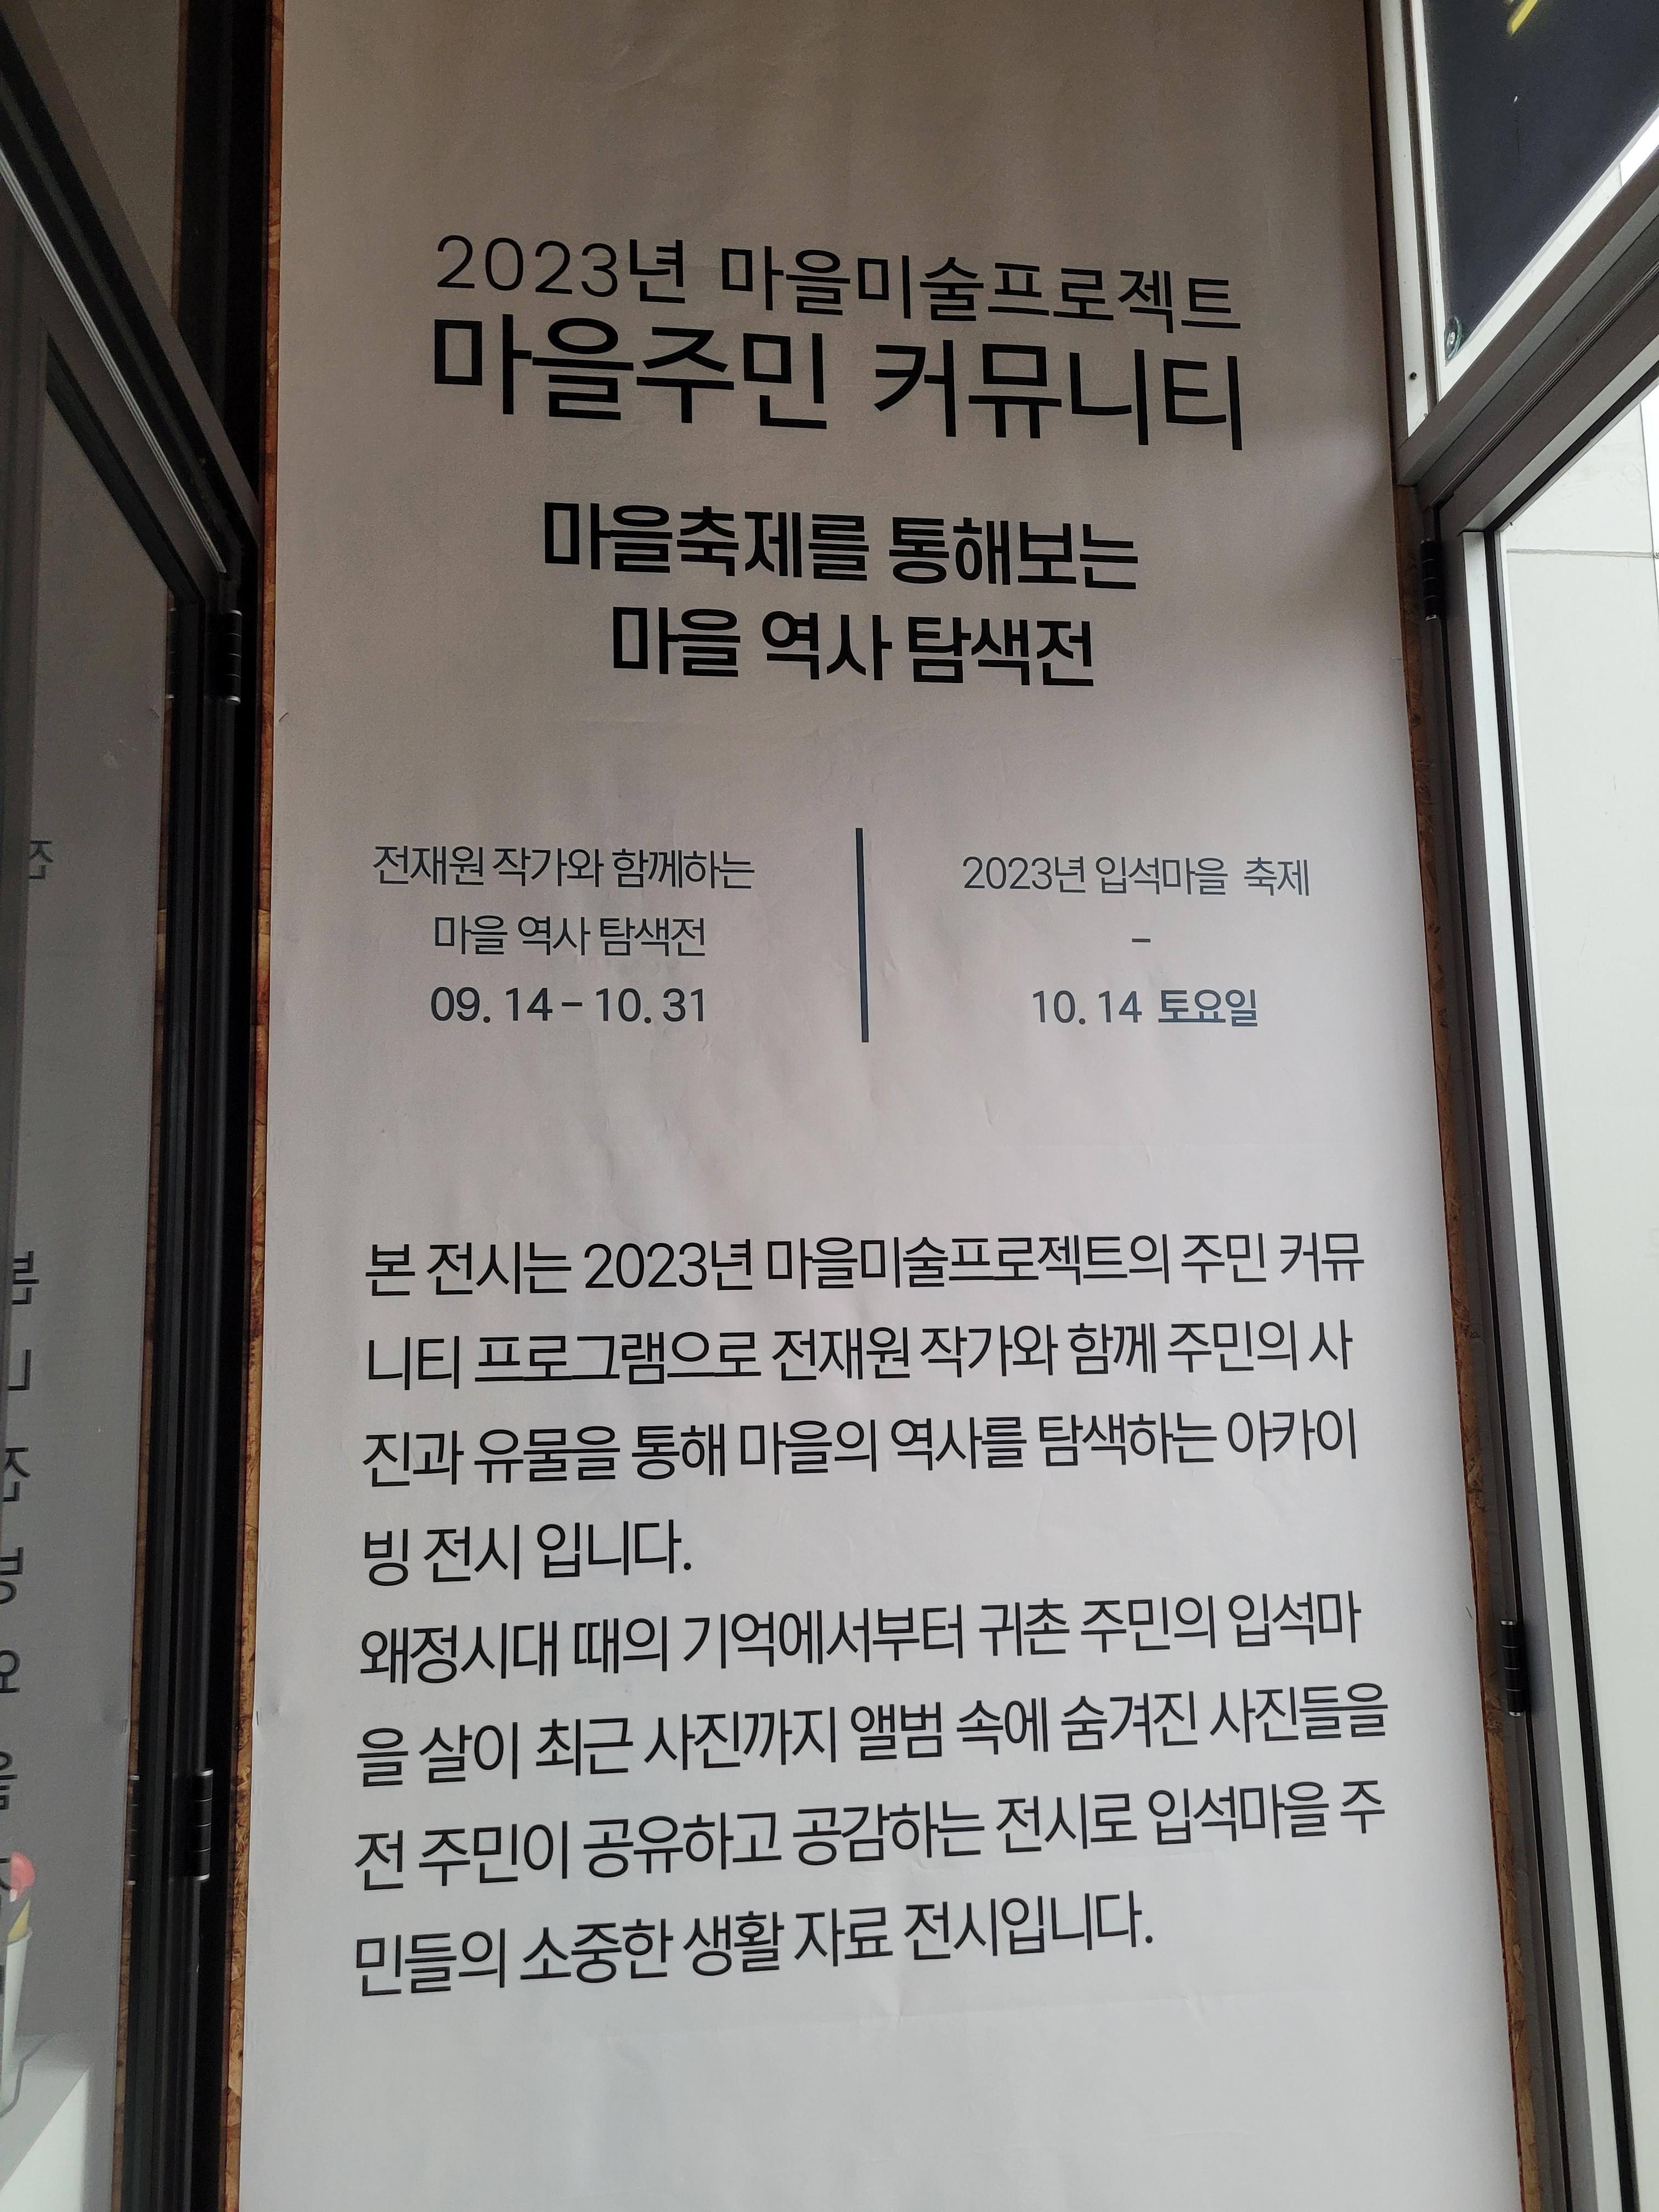 2023년 마을미술프로젝트
마을주민 커뮤니티
마을축제를 통해보는
마을 역사 탐색전
전재원 작가와 함께하는
마을 역사 탐색전
09. 14 - 10. 31
2023년 입석마을 축제
-
10. 14 토요일
본 전시는 2023년 마을미술프로젝트의 주민 커뮤
니티 프로그램으로 전재원 작가와 함께 주민의 사
진과 유물을 통해 마을의 역사를 탐색하는 아카이
빙 전시 입니다.
왜정시대 때의 기억에서부터 귀촌 주민의 입석마
을 살이 최근 사진까지 앨범 속에 숨겨진 사진들을
전 주민이 공유하고 공감하는 전시로 입석마을 주
민들의 소중한 생활 자료 전시입니다.